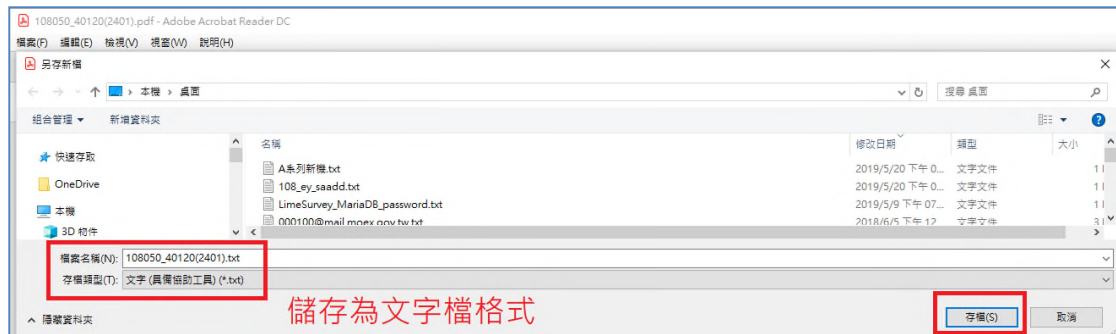 108050_40120(2401).pdf - Adobe Acrobat Reader DC
檔案(F) 編輯(E) 檢視(V) 視窗(W) 說明(H)
另存新檔
本機 › 桌面
搜尋 桌面
組合管理 新增資料夾
名稱 修改日期 類型 大小
快速存取
OneDrive
本機
3D 物件
A系列新機.txt 2019/5/20 下午 0... 文字文件 1
108_ey_saadd.txt 2019/5/20 下午 0... 文字文件 1
LimeSurvey_MariaDB_password.txt 2019/5/9 下午 07... 文字文件 1
000100@mail.moex.gov.tw.txt 2018/6/5 下午 12... 文字文件 3
檔案名稱(N): 108050_40120(2401).txt
存檔類型(T): 文字 (具備協助工具) (*.txt)
儲存為文字檔格式
隱藏資料夾 存檔(S) 取消